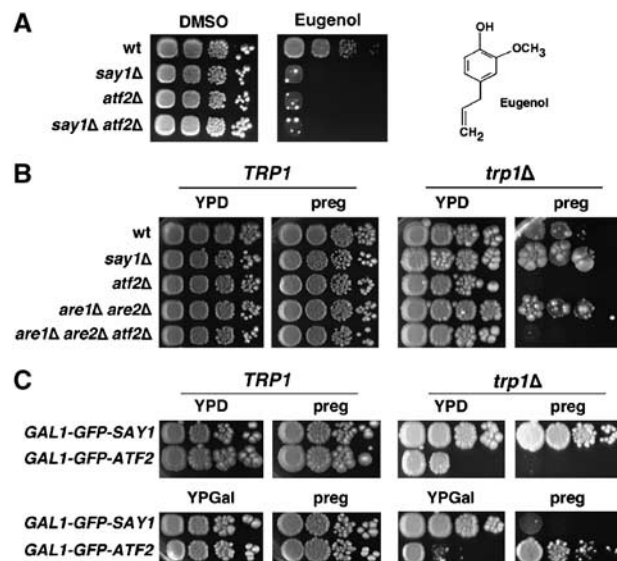 A
DMSO Eugenol
wt
say1Δ
atf2Δ
say1Δ atf2Δ
OH
OCH3
CH2
Eugenol
B
TRP1 trp1Δ
YPD preg YPD preg
wt
say1Δ
atf2Δ
are1Δ are2Δ
are1Δ are2Δ atf2Δ
C
TRP1 trp1Δ
YPD preg YPD preg
GAL1-GFP-SAY1
GAL1-GFP-ATF2
YPGal preg YPGal preg
GAL1-GFP-SAY1
GAL1-GFP-ATF2